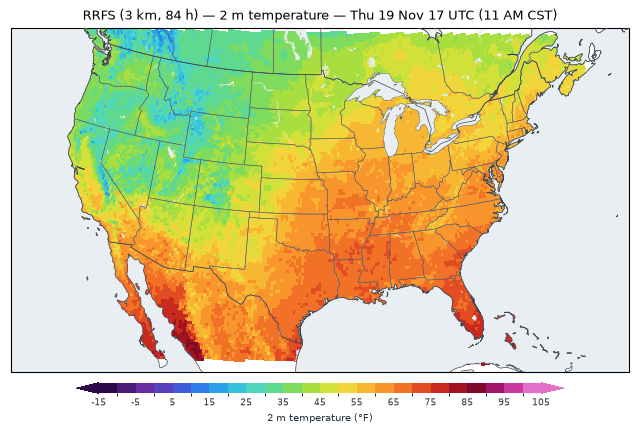 RRFS (3 km, 84 h) — 2 m temperature — Thu 19 Nov 17 UTC (11 AM CST)
-15 -5 5 15 25 35 45 55 65 75 85 95 105
2 m temperature (°F)